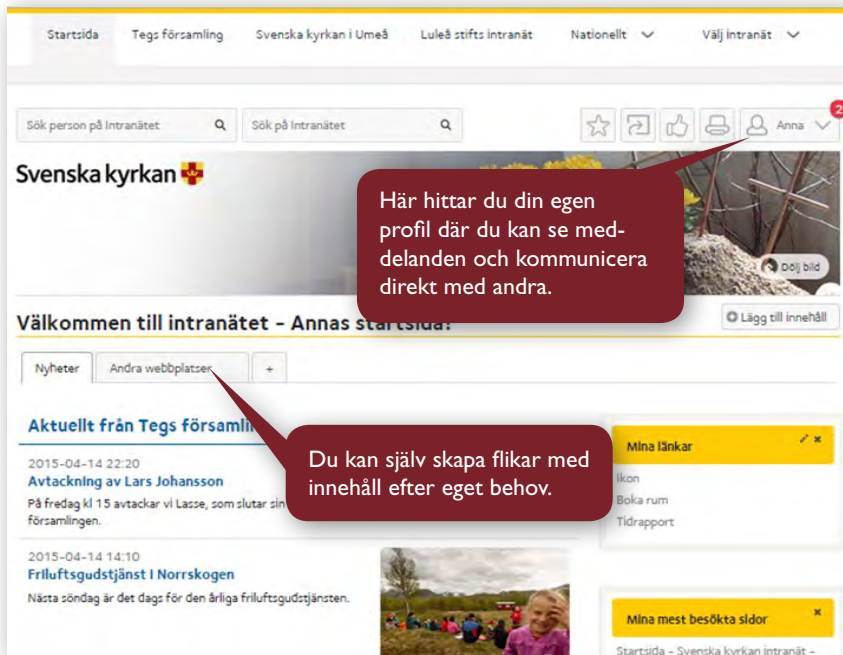 Startsida Tegs församling Svenska kyrkan i Umeå Luleå stifts intranät Nationellt Välj intranät
Sök person på Intranätet Sök på Intranätet Anna 2
Svenska kyrkan
Här hittar du din egen
profil där du kan se med-
delanden och kommunicera
direkt med andra.
Dölj bild
Välkommen till intranätet - Annas startsida!
Lägg till innehåll
Nyheter Andra webbplatser +
Aktuellt från Tegs församli
Du kan själv skapa flikar med
innehåll efter eget behov.
2015-04-14 22:20
Avtackning av Lars Johansson
På fredag kl 15 avtackar vi Lasse, som slutar sin
församlingen.
2015-04-14 14:10
Friluftsgudstjänst i Norrskogen
Nästa söndag är det dags för den årliga friluftsgudstjänsten.
Mina länkar
Ikon
Boka rum
Tidrapport
Mina mest besökta sidor
Startsida - Svenska kyrkan intranät -